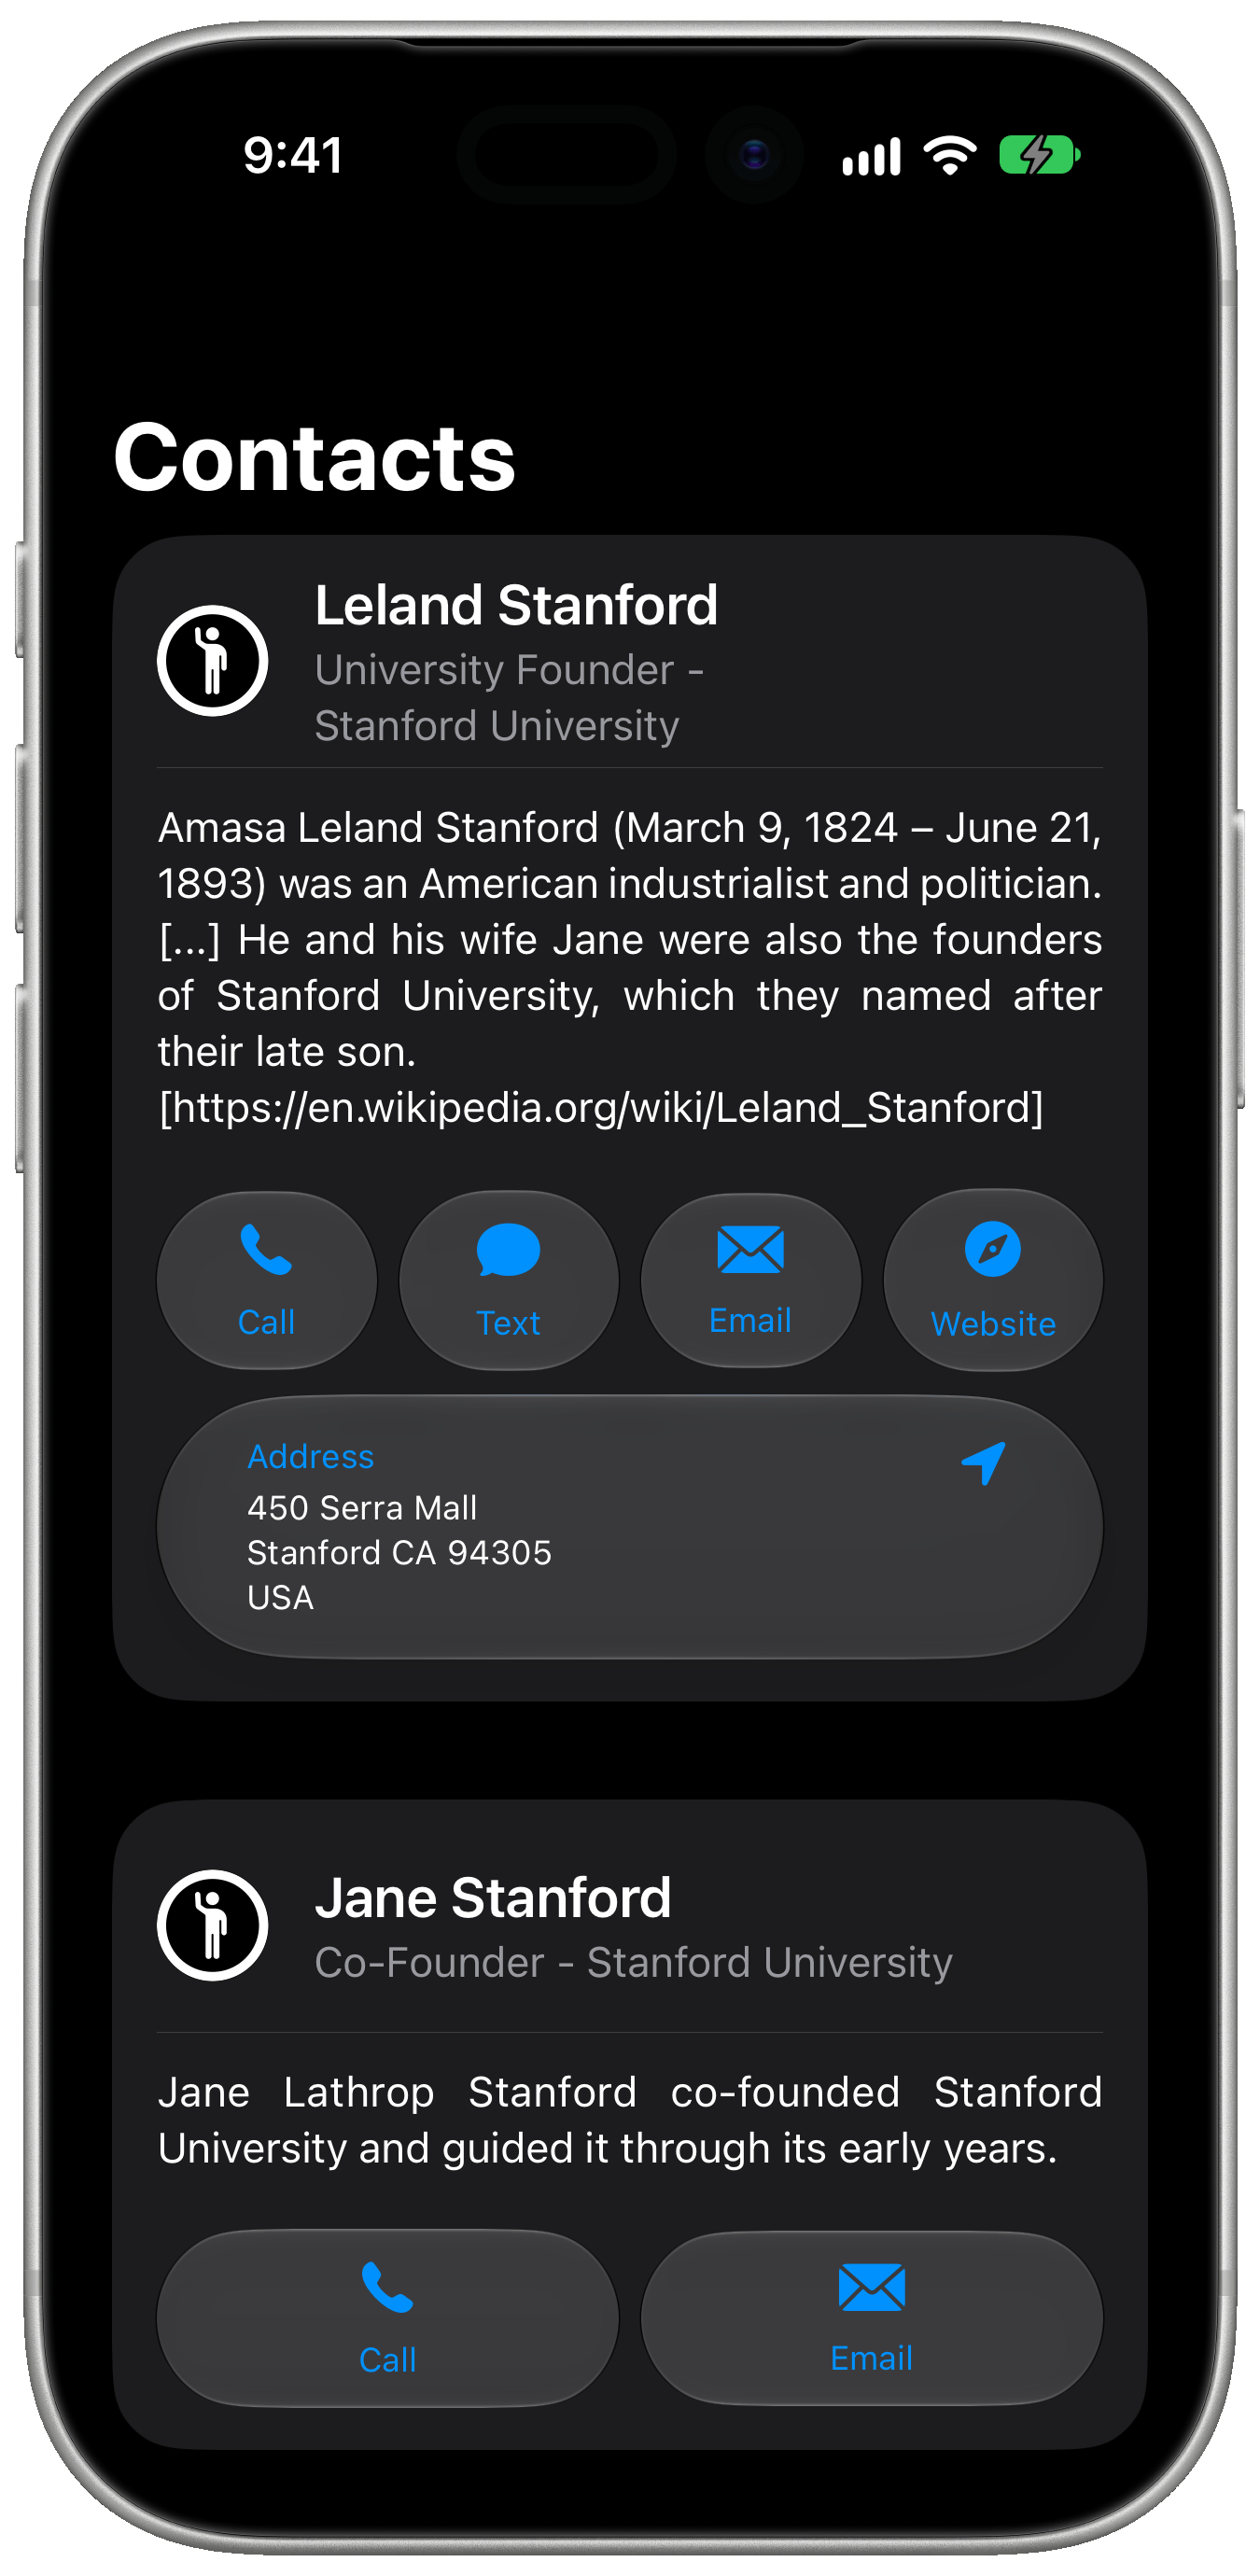 9:41
Contacts
Leland Stanford
University Founder -
Stanford University
Amasa Leland Stanford (March 9, 1824 – June 21,
1893) was an American industrialist and politician.
[...] He and his wife Jane were also the founders
of Stanford University, which they named after
their late son.
[https://en.wikipedia.org/wiki/Leland_Stanford]
Call
Text
Email
Website
Address
450 Serra Mall
Stanford CA 94305
USA
Jane Stanford
Co-Founder - Stanford University
Jane Lathrop Stanford co-founded Stanford
University and guided it through its early years.
Call
Email